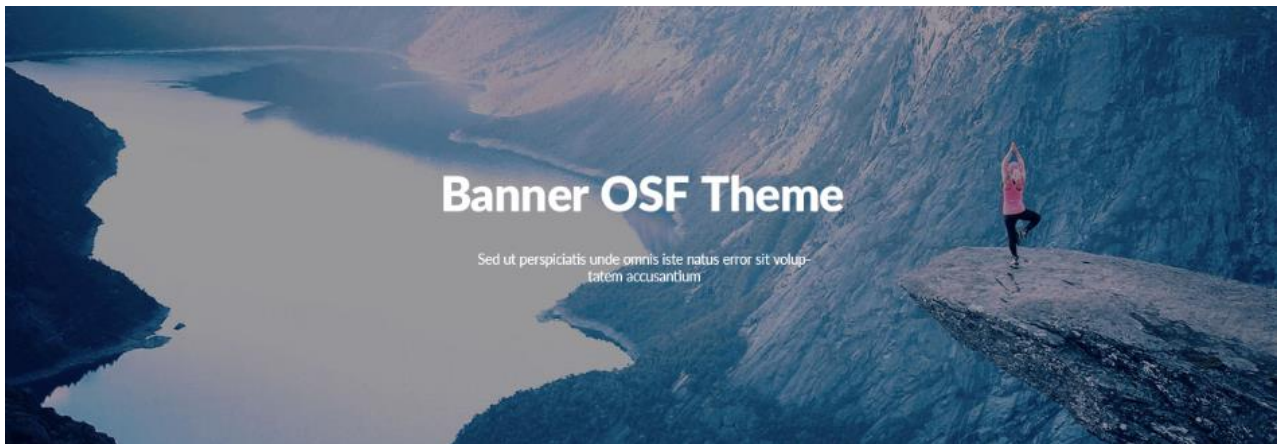 Banner OSF Theme
Sed ut perspiciatis unde omnis iste natus error sit volup-
tatem accusantium